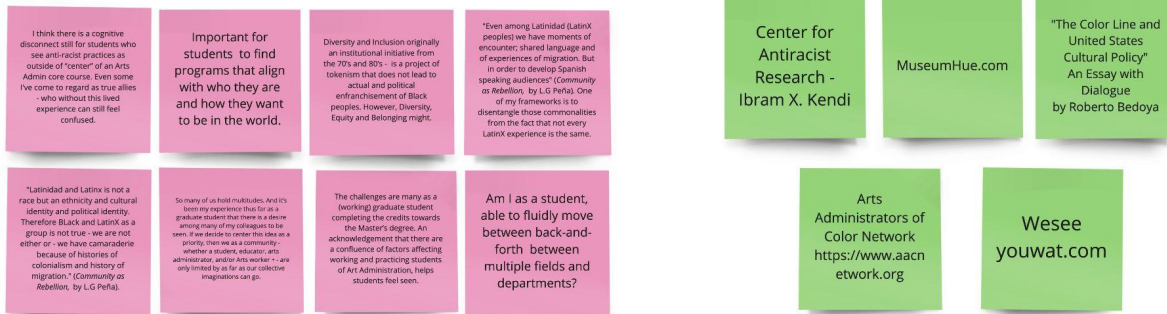 I think there is a cognitive
disconnect still for students who
see anti-racist practices as
outside of "center" of an Arts
Admin core course. Even some
I've come to regard as true allies
- who without this lived
experience can still feel
confused.
Important for
students to find
programs that align
with who they are
and how they want
to be in the world.
Diversity and Inclusion originally
an institutional initiative from
the 70's and 80's - is a project of
tokenism that does not lead to
actual and political
enfranchisement of Black
peoples. However, Diversity,
Equity and Belonging might.
"Even among Latinidad (LatinX
peoples) we have moments of
encounter; shared language and
of experiences of migration. But
in order to develop Spanish
speaking audiences" (Community
as Rebellion, by L.G Peña). One
of my frameworks is to
disentangle those commonalities
from the fact that not every
LatinX experience is the same.
"Latinidad and Latinx is not a
race but an ethnicity and cultural
identity and political identity.
Therefore BLack and LatinX as a
group is not true - we are not
either or - we have camaraderie
because of histories of
colonialism and history of
migration." (Community as
Rebellion, by L.G Peña).
So many of us hold multitudes. And it's
been my experience thus far as a
graduate student that there is a desire
among many of my colleagues to be
seen. If we decide to center this idea as a
priority, then we as a community -
whether a student, educator, arts
administrator, and/or Arts worker + - are
only limited by as far as our collective
imaginations can go.
The challenges are many as a
(working) graduate student
completing the credits towards
the Master's degree. An
acknowledgement that there are
a confluence of factors affecting
working and practicing students
of Art Administration, helps
students feel seen.
Am I as a student,
able to fluidly move
between back-and-
forth between
multiple fields and
departments?
Center for
Antiracist
Research -
Ibram X. Kendi
MuseumHue.com
"The Color Line and
United States
Cultural Policy"
An Essay with
Dialogue
by Roberto Bedoya
Arts
Administrators of
Color Network
https://www.aacn
etwork.org
Wesee
youwat.com